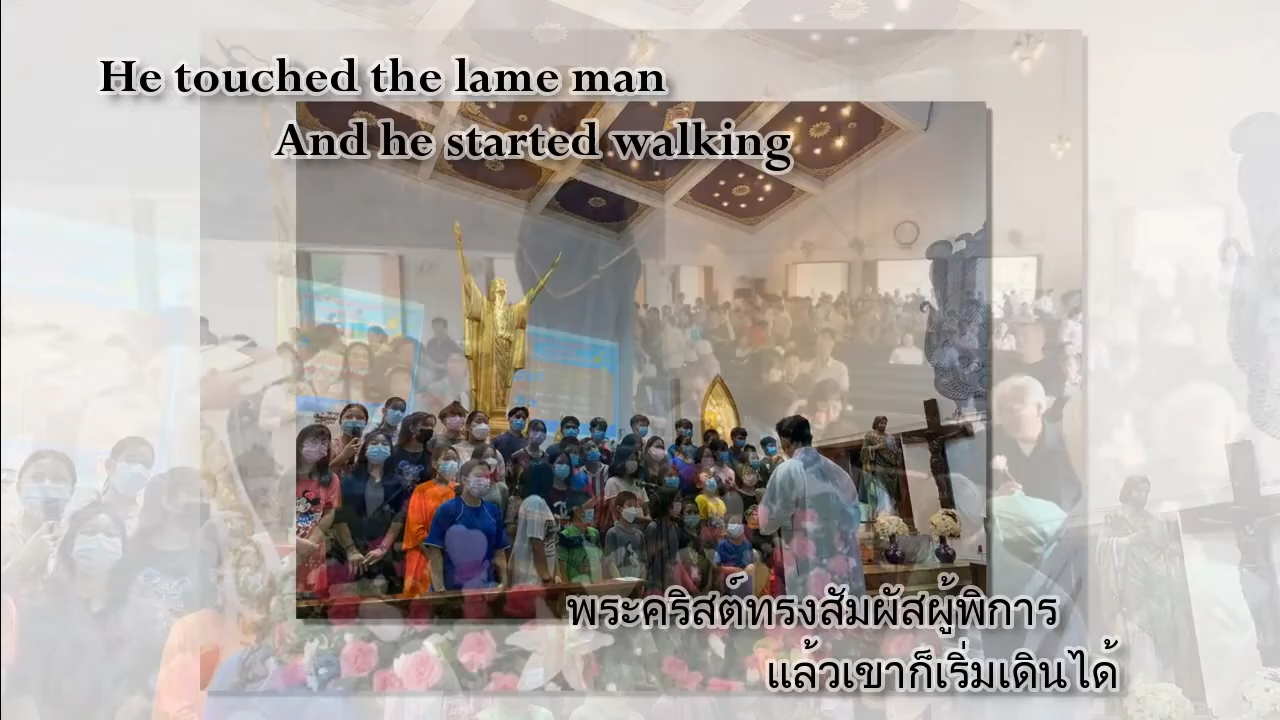 He touched the lame man
And he started walking
พระคริสต์ทรงสัมผัสผู้พิการ
แล้วเขาก็เริ่มเดินได้